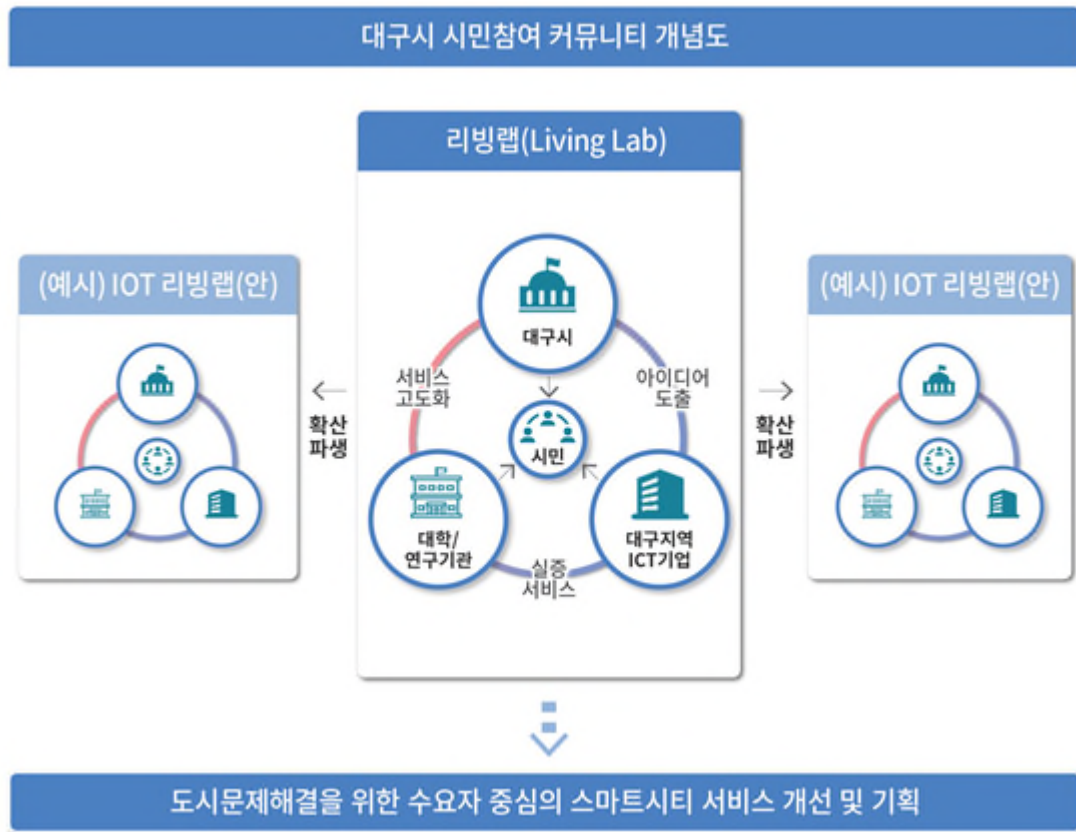 대구시 시민참여 커뮤니티 개념도
리빙랩(Living Lab)
(예시) IOT 리빙랩(안)
(예시) IOT 리빙랩(안)
대구시
서비스
고도화
아이디어
도출
확산
파생
확산
파생
시민
대학/
연구기관
대구지역
ICT기업
실증
서비스
도시문제해결을 위한 수요자 중심의 스마트시티 서비스 개선 및 기획